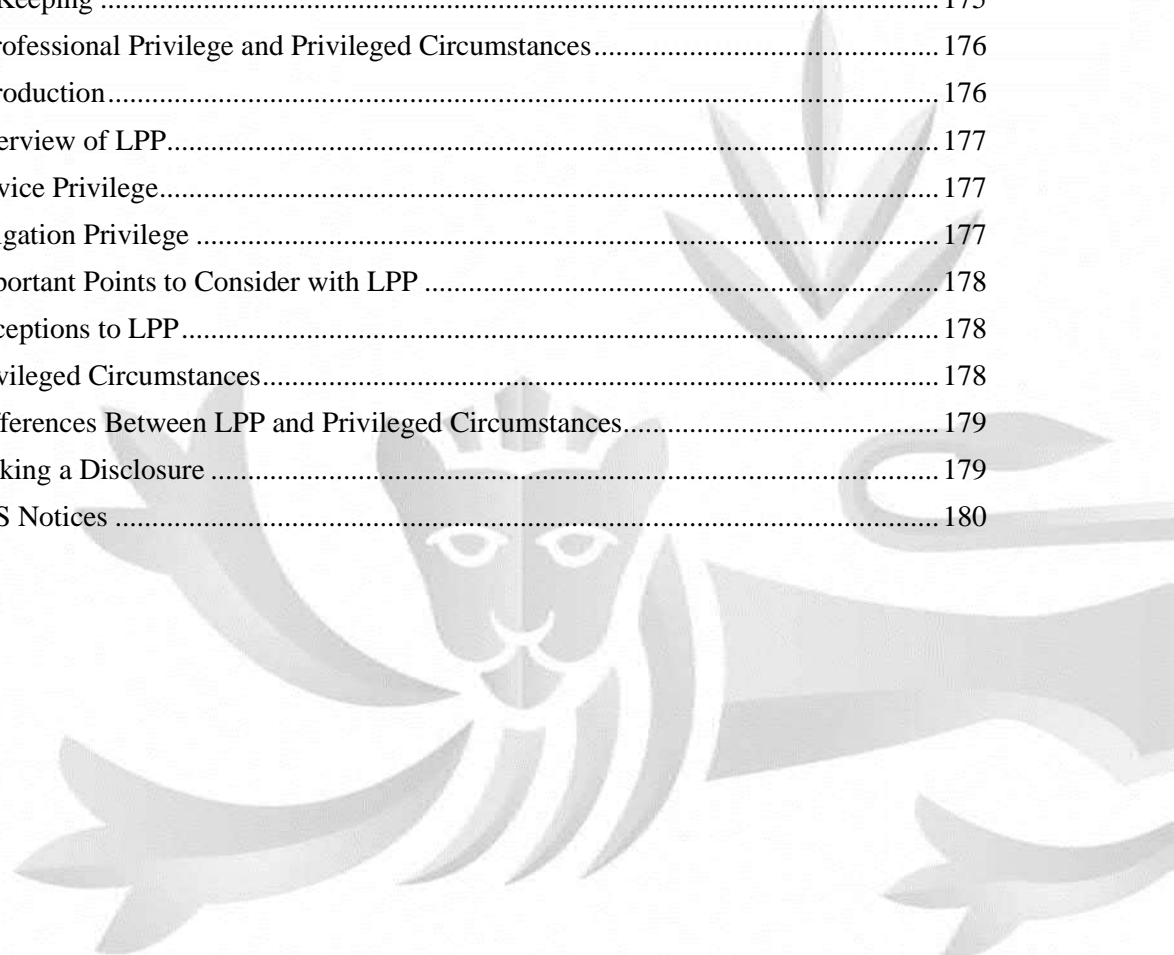 Keeping ........ 175
rofessional Privilege and Privileged Circumstances ........ 176
roduction ........ 176
erview of LPP ........ 177
vice Privilege ........ 177
igation Privilege ........ 177
portant Points to Consider with LPP ........ 178
ceptions to LPP ........ 178
vileged Circumstances ........ 178
fferences Between LPP and Privileged Circumstances ........ 179
king a Disclosure ........ 179
S Notices ........ 180